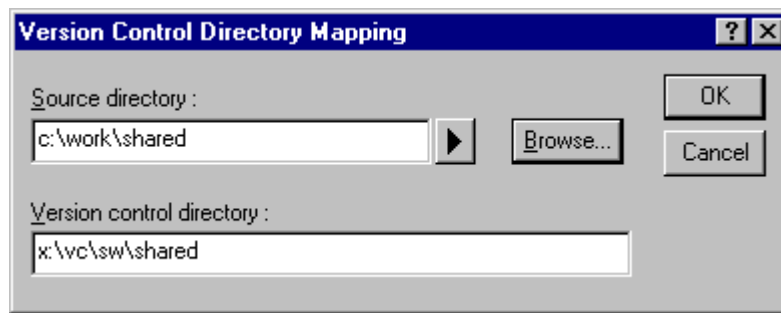 Version Control Directory Mapping
Source directory :
c:\work\shared
Browse...
OK
Cancel
Version control directory :
x:\vc\sw\shared